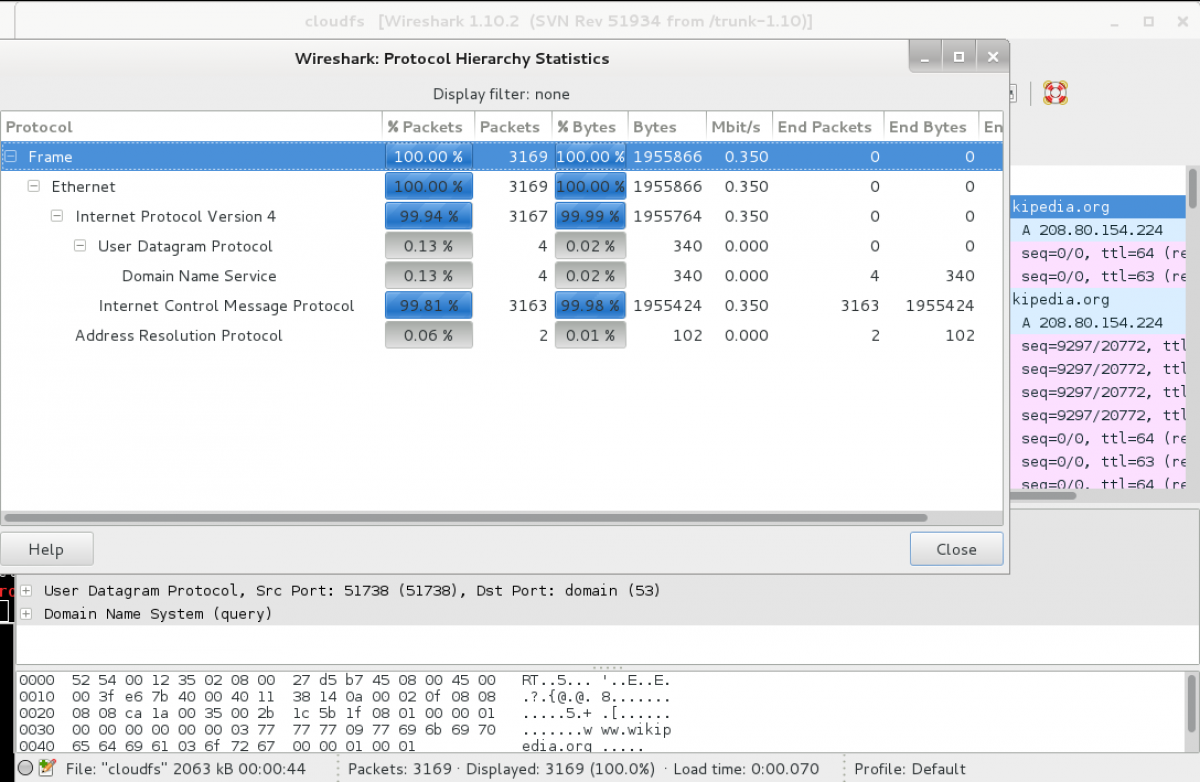 cloudfs [Wireshark 1.10.2 (SVN Rev 51934 from /trunk-1.10)]
Wireshark: Protocol Hierarchy Statistics
Display filter: none
Protocol % Packets Packets % Bytes Bytes Mbit/s End Packets End Bytes En
Frame 100.00 % 3169 100.00 % 1955866 0.350 0 0
Ethernet 100.00 % 3169 100.00 % 1955866 0.350 0 0
Internet Protocol Version 4 99.94 % 3167 99.99 % 1955764 0.350 0 0
User Datagram Protocol 0.13 % 4 0.02 % 340 0.000 0 0
Domain Name Service 0.13 % 4 0.02 % 340 0.000 4 340
Internet Control Message Protocol 99.81 % 3163 99.98 % 1955424 0.350 3163 1955424
Address Resolution Protocol 0.06 % 2 0.01 % 102 0.000 2 102
kipedia.org
A 208.80.154.224
seq=0/0, ttl=64 (re
seq=0/0, ttl=63 (re
kipedia.org
A 208.80.154.224
seq=9297/20772, ttl
seq=9297/20772, ttl
seq=9297/20772, ttl
seq=9297/20772, ttl
seq=0/0, ttl=64 (re
seq=0/0, ttl=63 (re
seq=0/0, ttl=64 (re
Help Close
User Datagram Protocol, Src Port: 51738 (51738), Dst Port: domain (53)
Domain Name System (query)
0000 52 54 00 12 35 02 08 00 27 d5 b7 45 08 00 45 00 RT..5... '..E..E.
0010 00 3f e6 7b 40 00 40 11 38 14 0a 00 02 0f 08 08 .?.{@.@. 8.......
0020 08 08 ca 1a 00 35 00 2b 1c 5b 1f 08 01 00 00 01 .....5.+ .[......
0030 00 00 00 00 00 00 03 77 77 77 09 77 69 6b 69 70 .......w ww.wikip
0040 65 64 69 61 03 6f 72 67 00 00 01 00 01 edia.org .....
File: "cloudfs" 2063 kB 00:00:44 Packets: 3169 · Displayed: 3169 (100.0%) · Load time: 0:00.070 Profile: Default